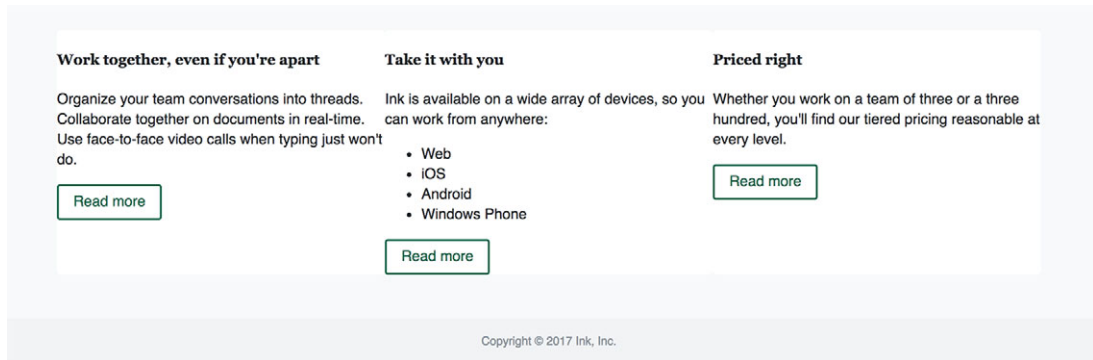 Work together, even if you're apart
Organize your team conversations into threads.
Collaborate together on documents in real-time.
Use face-to-face video calls when typing just won't
do.
Read more
Take it with you
Ink is available on a wide array of devices, so you
can work from anywhere:
• Web
• iOS
• Android
• Windows Phone
Read more
Priced right
Whether you work on a team of three or a three
hundred, you'll find our tiered pricing reasonable at
every level.
Read more
Copyright © 2017 Ink, Inc.